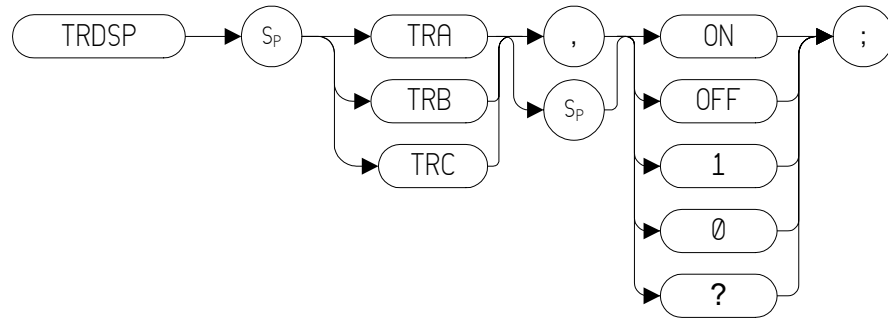 TRDSP SP TRA , ON ;
TRB SP OFF
TRC 1
0
?